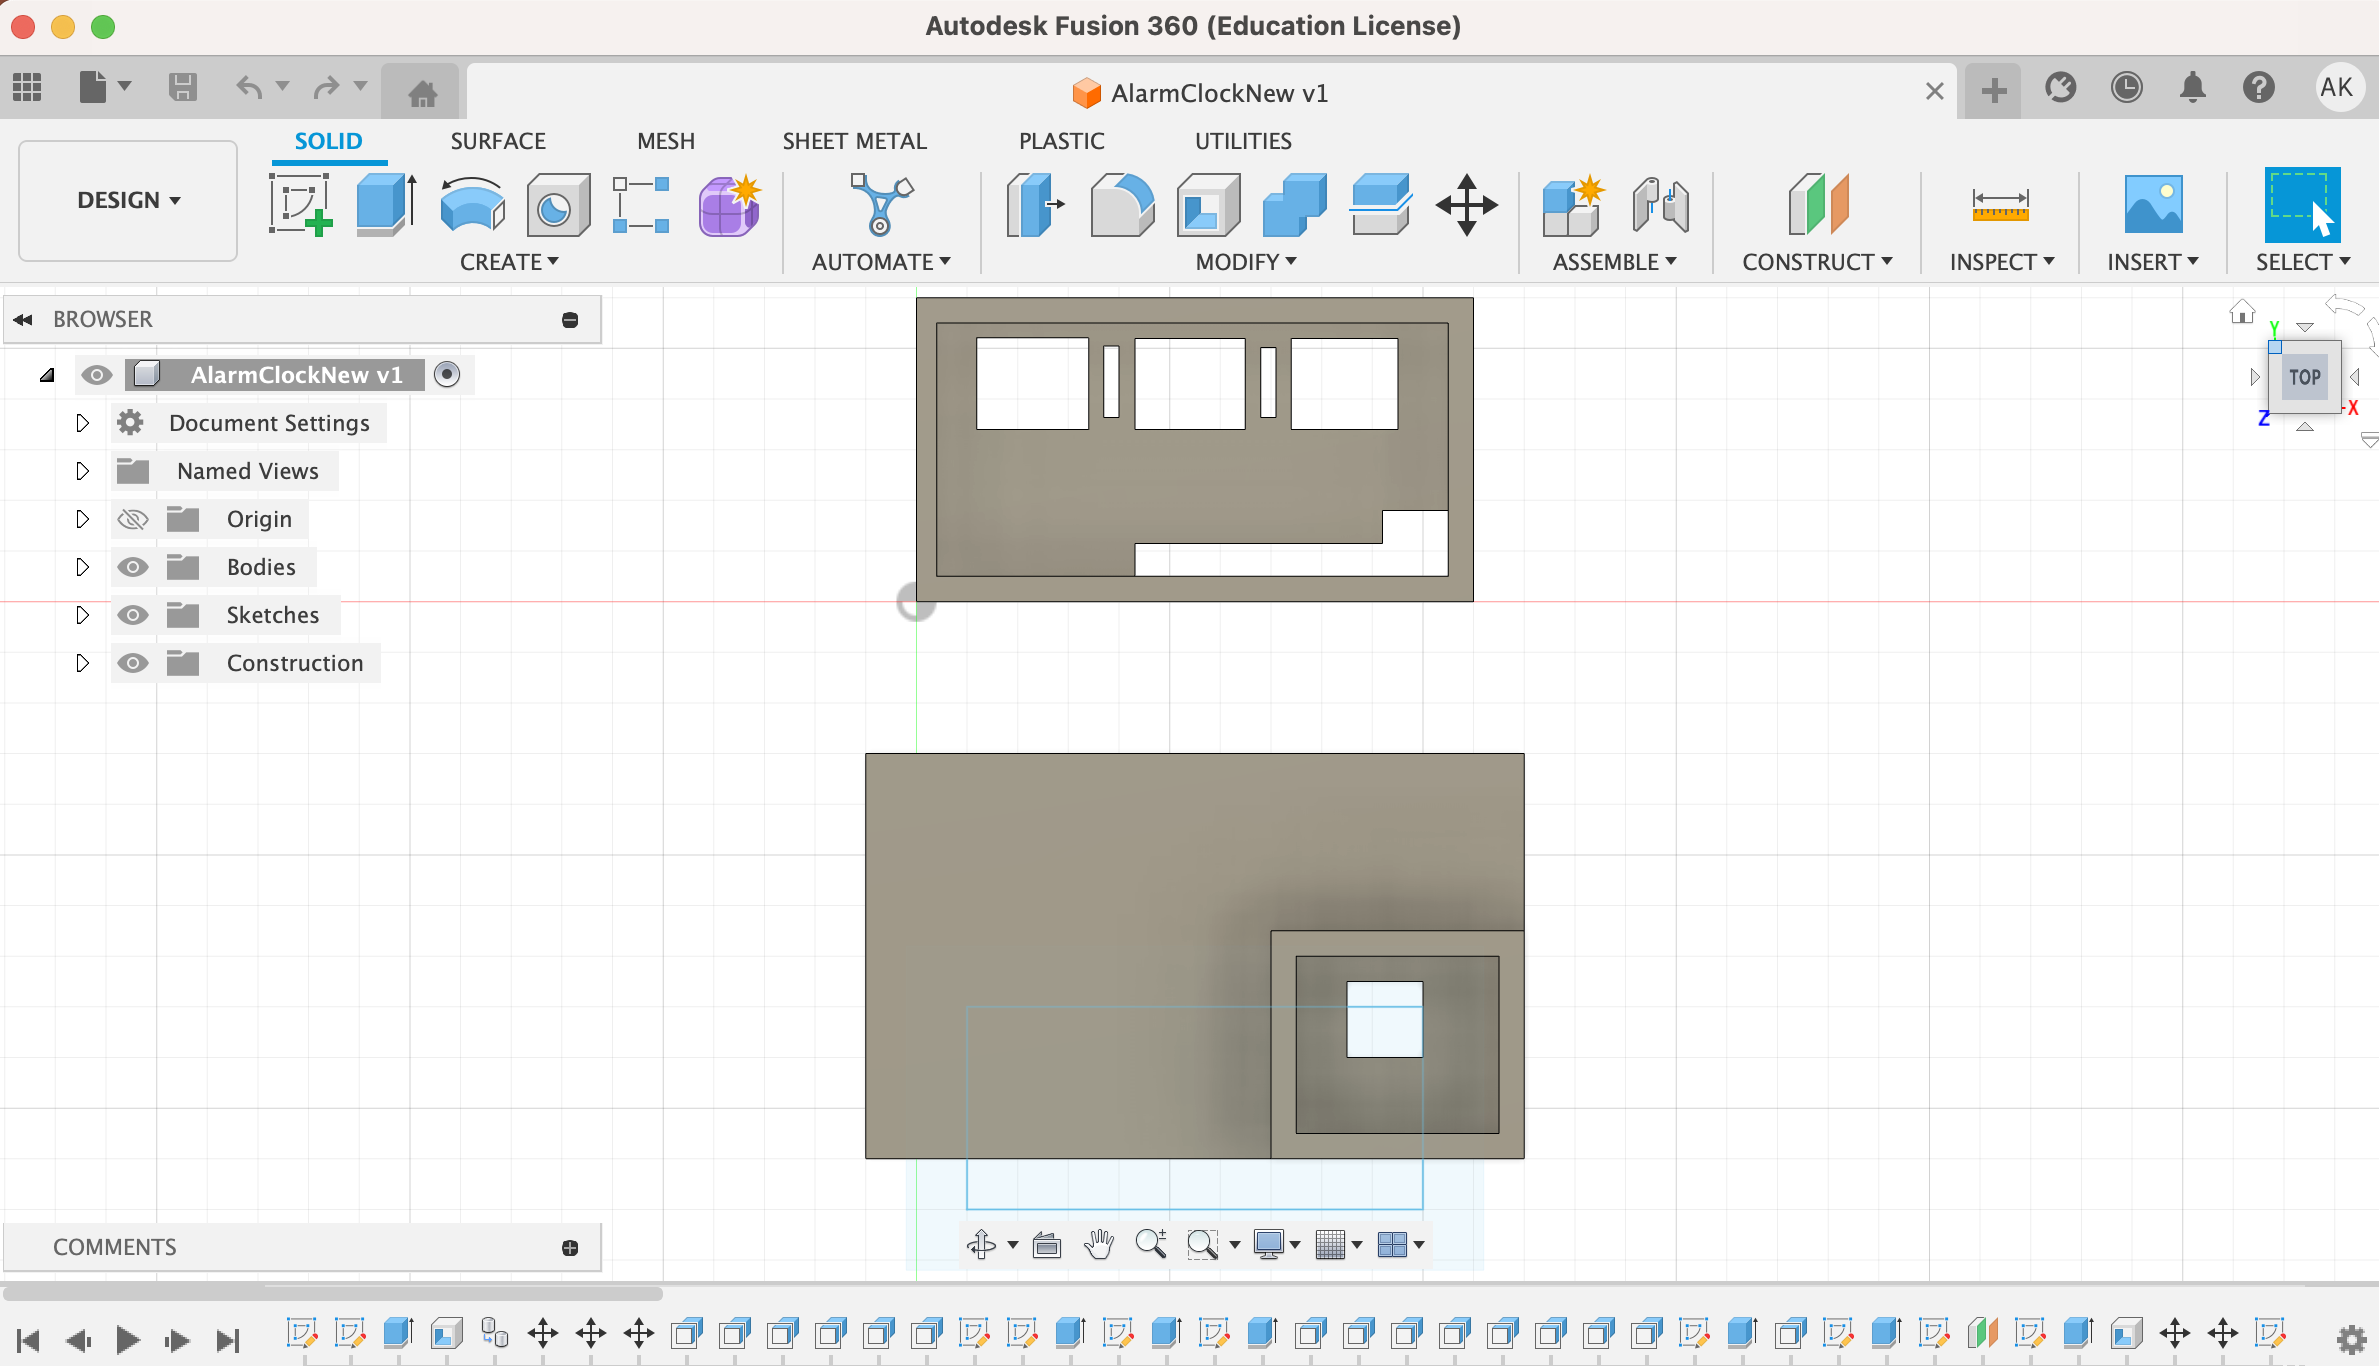 Autodesk Fusion 360 (Education License)
AlarmClockNew v1
AK
SOLID SURFACE MESH SHEET METAL PLASTIC UTILITIES
DESIGN
CREATE AUTOMATE MODIFY ASSEMBLE CONSTRUCT INSPECT INSERT SELECT
BROWSER
AlarmClockNew v1
Document Settings
Named Views
Origin
Bodies
Sketches
Construction
Y
TOP
X
Z
COMMENTS